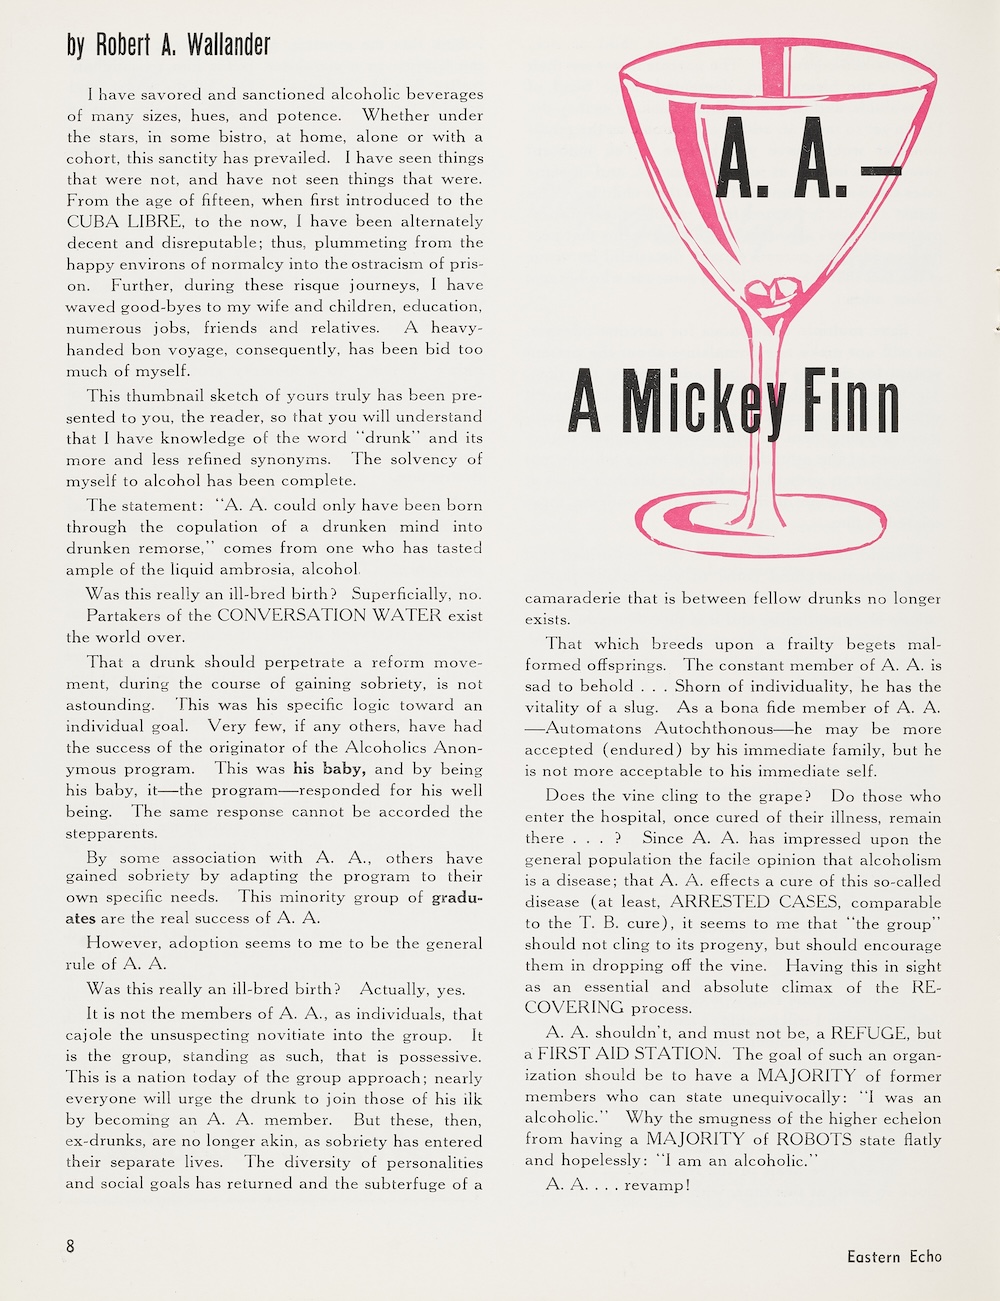 by Robert A. Wallander
A. A.—
A Mickey Finn
I have savored and sanctioned alcoholic beverages
of many sizes, hues, and potence. Whether under
the stars, in some bistro, at home, alone or with a
cohort, this sanctity has prevailed. I have seen things
that were not, and have not seen things that were.
From the age of fifteen, when first introduced to the
CUBA LIBRE, to the now, I have been alternately
decent and disreputable; thus, plummeting from the
happy environs of normalcy into the ostracism of pris-
on. Further, during these risque journeys, I have
waved good-byes to my wife and children, education,
numerous jobs, friends and relatives. A heavy-
handed bon voyage, consequently, has been bid too
much of myself.
This thumbnail sketch of yours truly has been pre-
sented to you, the reader, so that you will understand
that I have knowledge of the word "drunk" and its
more and less refined synonyms. The solvency of
myself to alcohol has been complete.
The statement: "A. A. could only have been born
through the copulation of a drunken mind into
drunken remorse," comes from one who has tasted
ample of the liquid ambrosia, alcohol.
Was this really an ill-bred birth? Superficially, no.
Partakers of the CONVERSATION WATER exist
the world over.
That a drunk should perpetrate a reform move-
ment, during the course of gaining sobriety, is not
astounding. This was his specific logic toward an
individual goal. Very few, if any others, have had
the success of the originator of the Alcoholics Anon-
ymous program. This was his baby, and by being
his baby, it—the program—responded for his well
being. The same response cannot be accorded the
stepparents.
By some association with A. A., others have
gained sobriety by adapting the program to their
own specific needs. This minority group of gradu-
ates are the real success of A. A.
However, adoption seems to me to be the general
rule of A. A.
Was this really an ill-bred birth? Actually, yes.
It is not the members of A. A., as individuals, that
cajole the unsuspecting novitiate into the group. It
is the group, standing as such, that is possessive.
This is a nation today of the group approach; nearly
everyone will urge the drunk to join those of his ilk
by becoming an A. A. member. But these, then,
ex-drunks, are no longer akin, as sobriety has entered
their separate lives. The diversity of personalities
and social goals has returned and the subterfuge of a
camaraderie that is between fellow drunks no longer
exists.
That which breeds upon a frailty begets mal-
formed offsprings. The constant member of A. A. is
sad to behold . . . Shorn of individuality, he has the
vitality of a slug. As a bona fide member of A. A.
—Automatons Autochthonous—he may be more
accepted (endured) by his immediate family, but he
is not more acceptable to his immediate self.
Does the vine cling to the grape? Do those who
enter the hospital, once cured of their illness, remain
there . . . ? Since A. A. has impressed upon the
general population the facile opinion that alcoholism
is a disease; that A. A. effects a cure of this so-called
disease (at least, ARRESTED CASES, comparable
to the T. B. cure), it seems to me that "the group"
should not cling to its progeny, but should encourage
them in dropping off the vine. Having this in sight
as an essential and absolute climax of the RE-
COVERING process.
A. A. shouldn't, and must not be, a REFUGE, but
a FIRST AID STATION. The goal of such an organ-
ization should be to have a MAJORITY of former
members who can state unequivocally: "I was an
alcoholic." Why the smugness of the higher echelon
from having a MAJORITY of ROBOTS state flatly
and hopelessly: "I am an alcoholic."
A. A. . . . revamp!
8
Eastern Echo